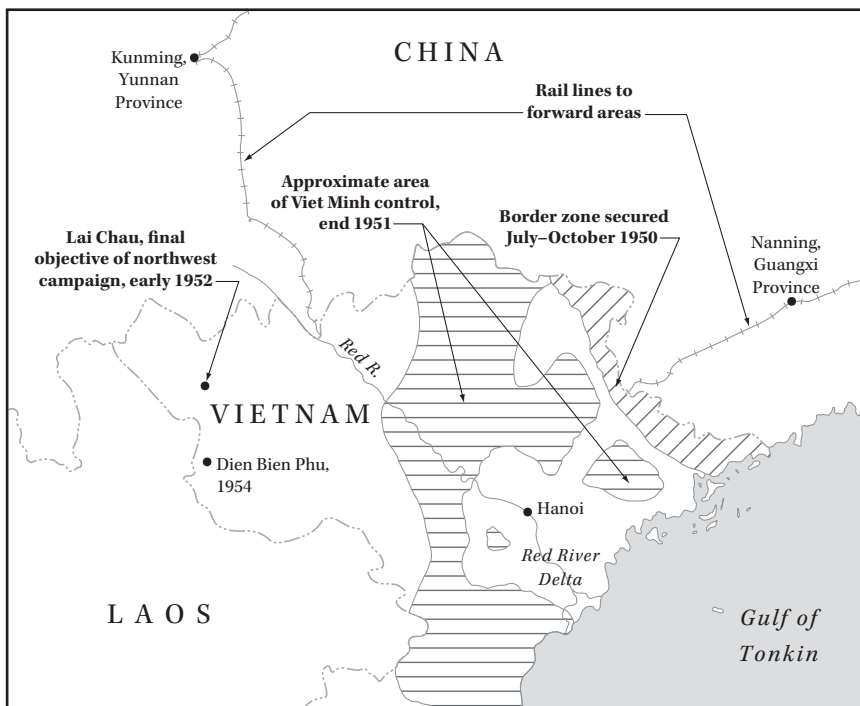 CHINA
Kunming,
Yunnan
Province
Rail lines to
forward areas
Approximate area
of Viet Minh control,
end 1951
Border zone secured
July–October 1950
Nanning,
Guangxi
Province
Lai Chau, final
objective of northwest
campaign, early 1952
Red R.
VIETNAM
Dien Bien Phu,
1954
Hanoi
Red River
Delta
LAOS
Gulf of
Tonkin